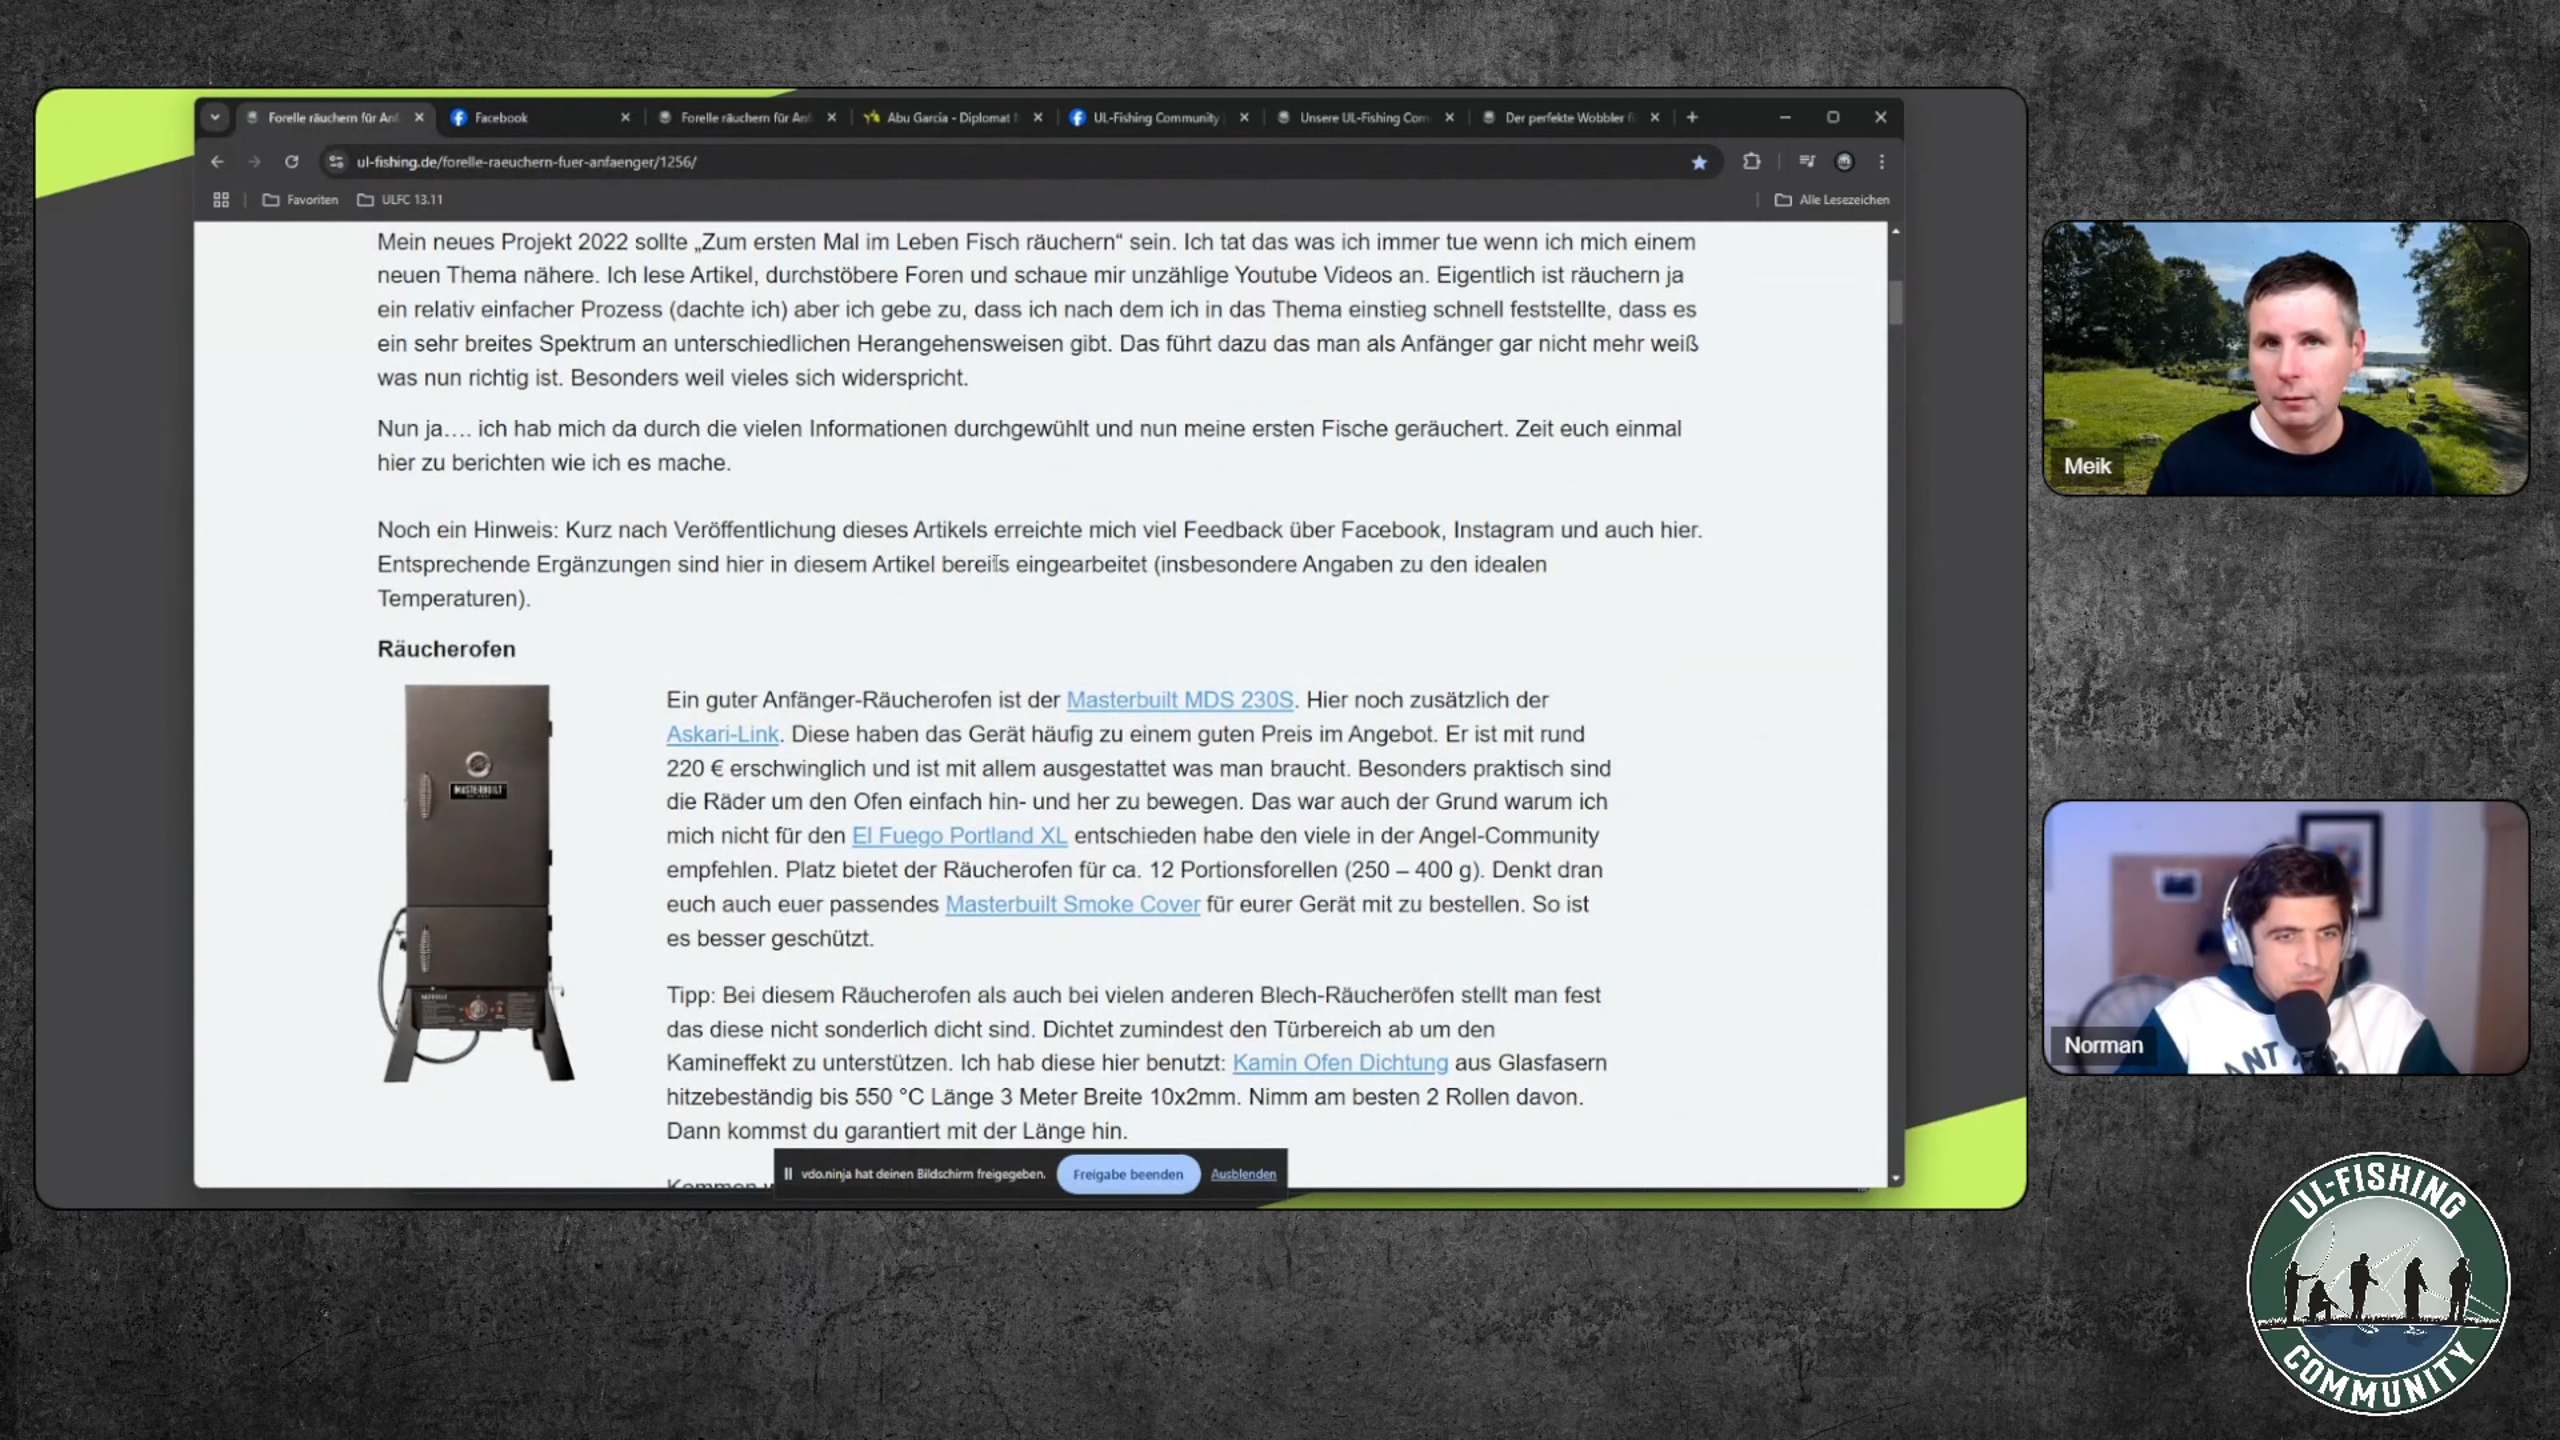 Forelle räuchern für Anf
Facebook
Forelle räuchern für Anf
Abu Garcia - Diplomat
UL-Fishing Community
Unsere UL-Fishing Com
Der perfekte Wobbler f
ul-fishing.de/forelle-raeuchern-fuer-anfaenger/1256/
Favoriten
ULFC 13.11
Alle Lesezeichen
Mein neues Projekt 2022 sollte „Zum ersten Mal im Leben Fisch räuchern“ sein. Ich tat das was ich immer tue wenn ich mich einem
neuen Thema nähere. Ich lese Artikel, durchstöbere Foren und schaue mir unzählige Youtube Videos an. Eigentlich ist räuchern ja
ein relativ einfacher Prozess (dachte ich) aber ich gebe zu, dass ich nach dem ich in das Thema einstieg schnell feststellte, dass es
ein sehr breites Spektrum an unterschiedlichen Herangehensweisen gibt. Das führt dazu das man als Anfänger gar nicht mehr weiß
was nun richtig ist. Besonders weil vieles sich widerspricht.
Nun ja…. ich hab mich da durch die vielen Informationen durchgewühlt und nun meine ersten Fische geräuchert. Zeit euch einmal
hier zu berichten wie ich es mache.
Noch ein Hinweis: Kurz nach Veröffentlichung dieses Artikels erreichte mich viel Feedback über Facebook, Instagram und auch hier.
Entsprechende Ergänzungen sind hier in diesem Artikel bereits eingearbeitet (insbesondere Angaben zu den idealen
Temperaturen).
Räucherofen
MASTERBUILT
Ein guter Anfänger-Räucherofen ist der Masterbuilt MDS 230S. Hier noch zusätzlich der
Askari-Link. Diese haben das Gerät häufig zu einem guten Preis im Angebot. Er ist mit rund
220 € erschwinglich und ist mit allem ausgestattet was man braucht. Besonders praktisch sind
die Räder um den Ofen einfach hin- und her zu bewegen. Das war auch der Grund warum ich
mich nicht für den El Fuego Portland XL entschieden habe den viele in der Angel-Community
empfehlen. Platz bietet der Räucherofen für ca. 12 Portionsforellen (250 – 400 g). Denkt dran
euch auch euer passendes Masterbuilt Smoke Cover für eurer Gerät mit zu bestellen. So ist
es besser geschützt.
Tipp: Bei diesem Räucherofen als auch bei vielen anderen Blech-Räucheröfen stellt man fest
das diese nicht sonderlich dicht sind. Dichtet zumindest den Türbereich ab um den
Kamineffekt zu unterstützen. Ich hab diese hier benutzt: Kamin Ofen Dichtung aus Glasfasern
hitzebeständig bis 550 °C Länge 3 Meter Breite 10x2mm. Nimm am besten 2 Rollen davon.
Dann kommst du garantiert mit der Länge hin.
vdo.ninja hat deinen Bildschirm freigegeben.
Freigabe beenden
Ausblenden
Meik
Norman
UL-FISHING
COMMUNITY